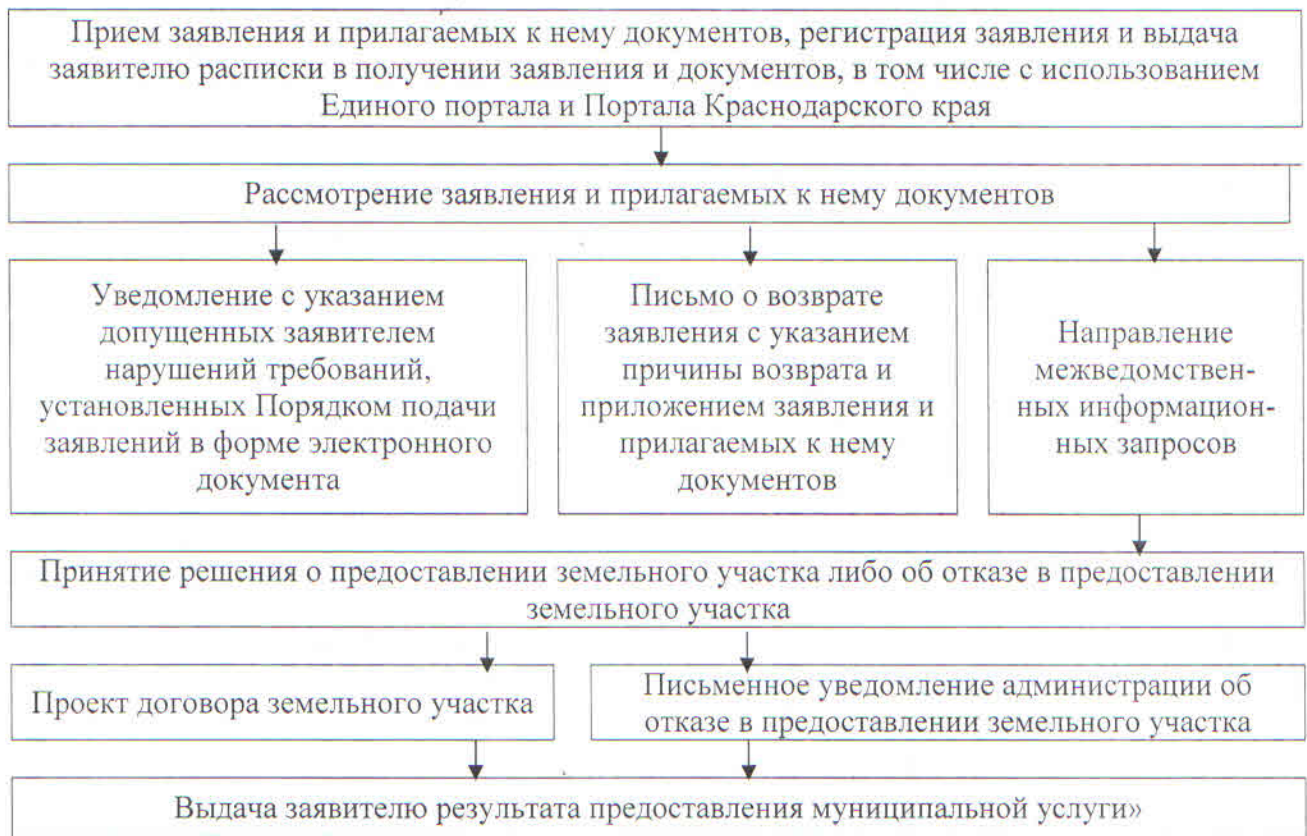 Прием заявления и прилагаемых к нему документов, регистрация заявления и выдача
заявителю расписки в получении заявления и документов, в том числе с использованием
Единого портала и Портала Краснодарского края
Рассмотрение заявления и прилагаемых к нему документов
Уведомление с указанием
допущенных заявителем
нарушений требований,
установленных Порядком подачи
заявлений в форме электронного
документа
Письмо о возврате
заявления с указанием
причины возврата и
приложением заявления и
прилагаемых к нему
документов
Направление
межведомствен-
ных информацион-
ных запросов
Принятие решения о предоставлении земельного участка либо об отказе в предоставлении
земельного участка
Проект договора земельного участка
Письменное уведомление администрации об
отказе в предоставлении земельного участка
Выдача заявителю результата предоставления муниципальной услуги»